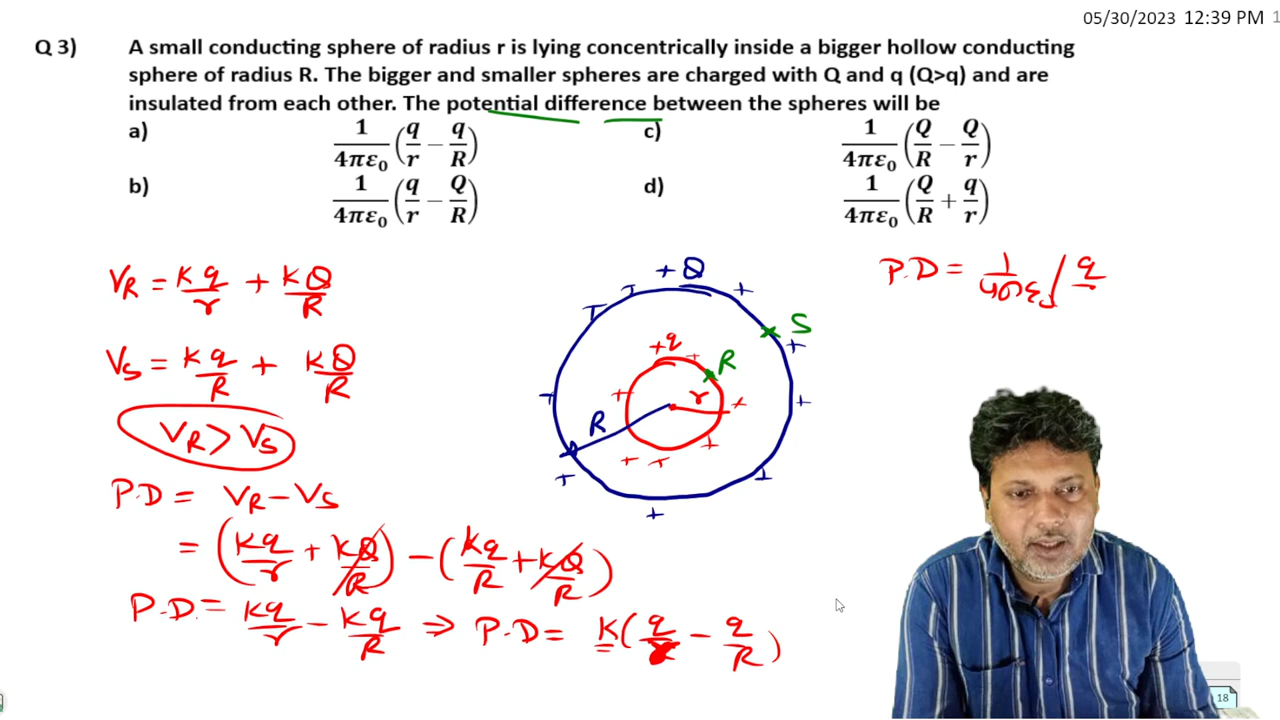 05/30/2023 12:39 PM 1
Q 3) A small conducting sphere of radius r is lying concentrically inside a bigger hollow conducting
sphere of radius R. The bigger and smaller spheres are charged with Q and q (Q>q) and are
insulated from each other. The potential difference between the spheres will be
a) 1/4πε₀ (q/r − q/R) c) 1/4πε₀ (Q/R − Q/r)
b) 1/4πε₀ (q/r − Q/R) d) 1/4πε₀ (Q/R + q/r)
V_R = Kq/r + KQ/R
V_S = Kq/R + KQ/R
V_R > V_S
P.D = V_R − V_S
= (Kq/r + KQ/R) − (Kq/R + KQ/R)
P.D. = Kq/r − Kq/R ⇒ P.D = K(q/r − q/R)
+Q
S
+q
R
r
R
P.D = 1/4πε₀ ( q
18